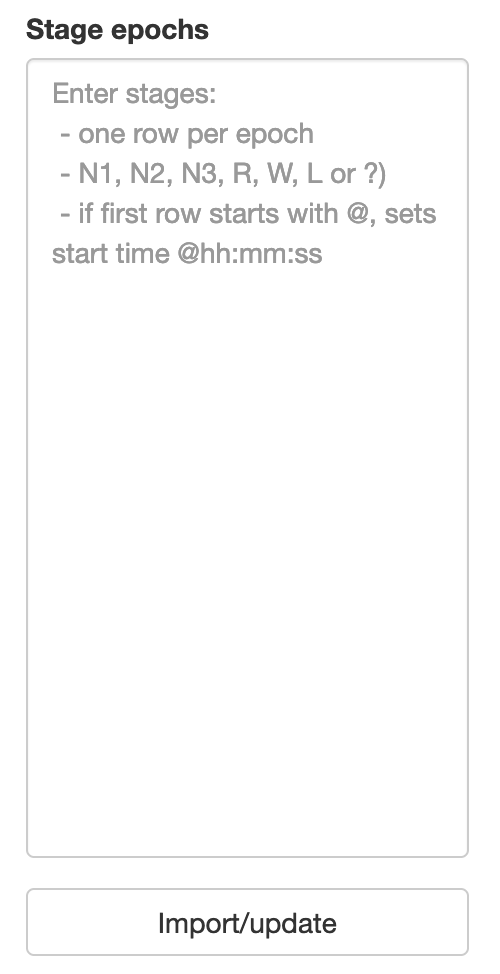 Stage epochs
Enter stages:
- one row per epoch
- N1, N2, N3, R, W, L or ?)
- if first row starts with @, sets
start time @hh:mm:ss
Import/update